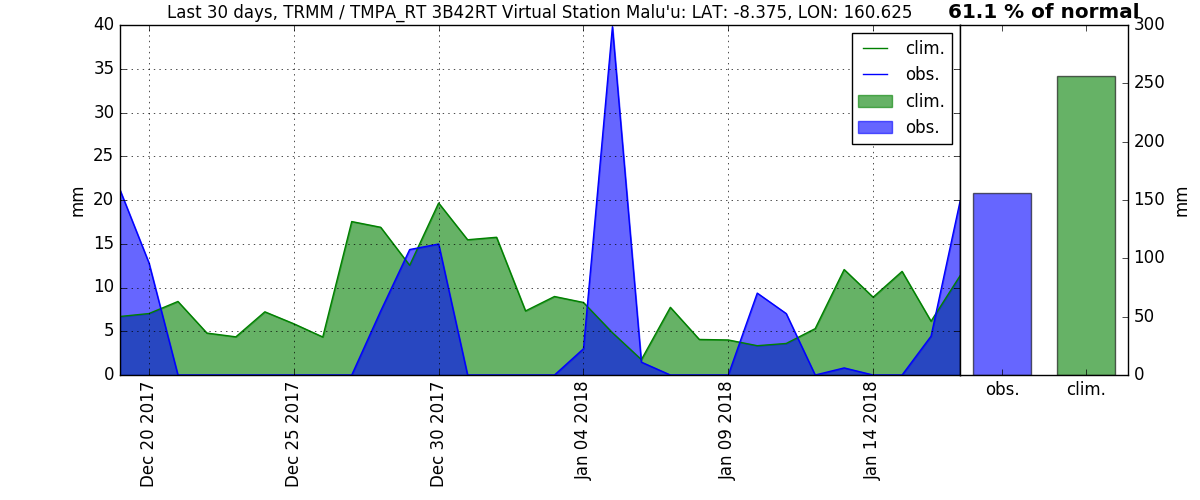 Last 30 days, TRMM / TMPA_RT 3B42RT Virtual Station Malu'u: LAT: -8.375, LON: 160.625
61.1 % of normal
clim.
obs.
clim.
obs.
40
35
30
25
20
15
10
5
0
mm
Dec 20 2017
Dec 25 2017
Dec 30 2017
Jan 04 2018
Jan 09 2018
Jan 14 2018
300
250
200
150
100
50
0
mm
obs.
clim.